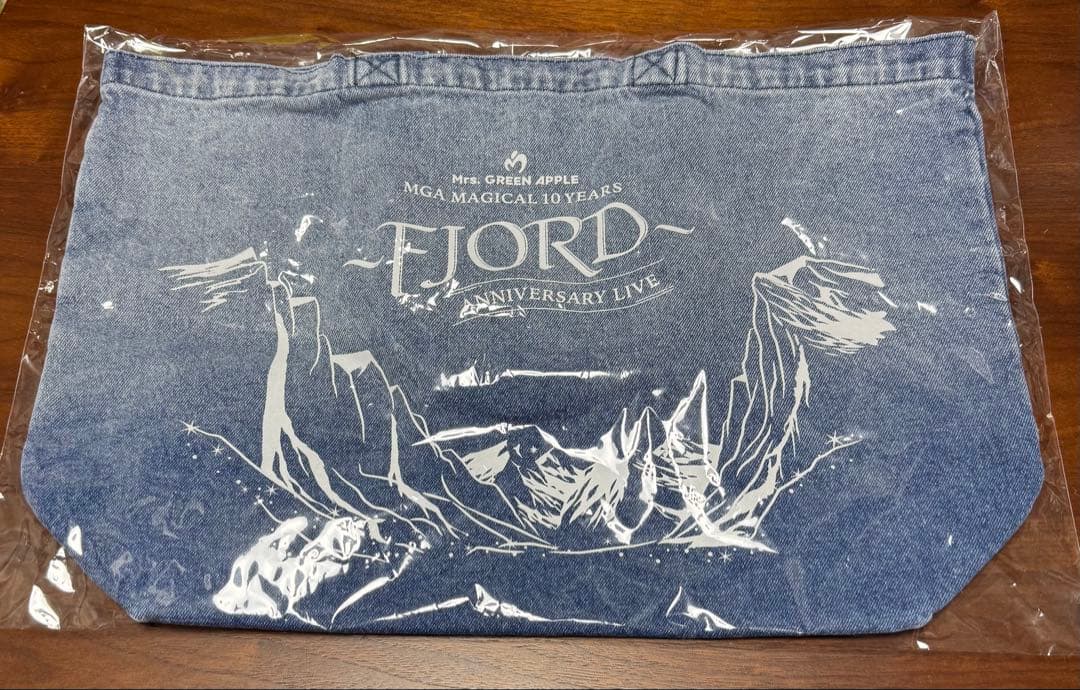 Mrs. GREEN APPLE
MGA MAGICAL 10 YEARS
~FJORD~
ANNIVERSARY LIVE